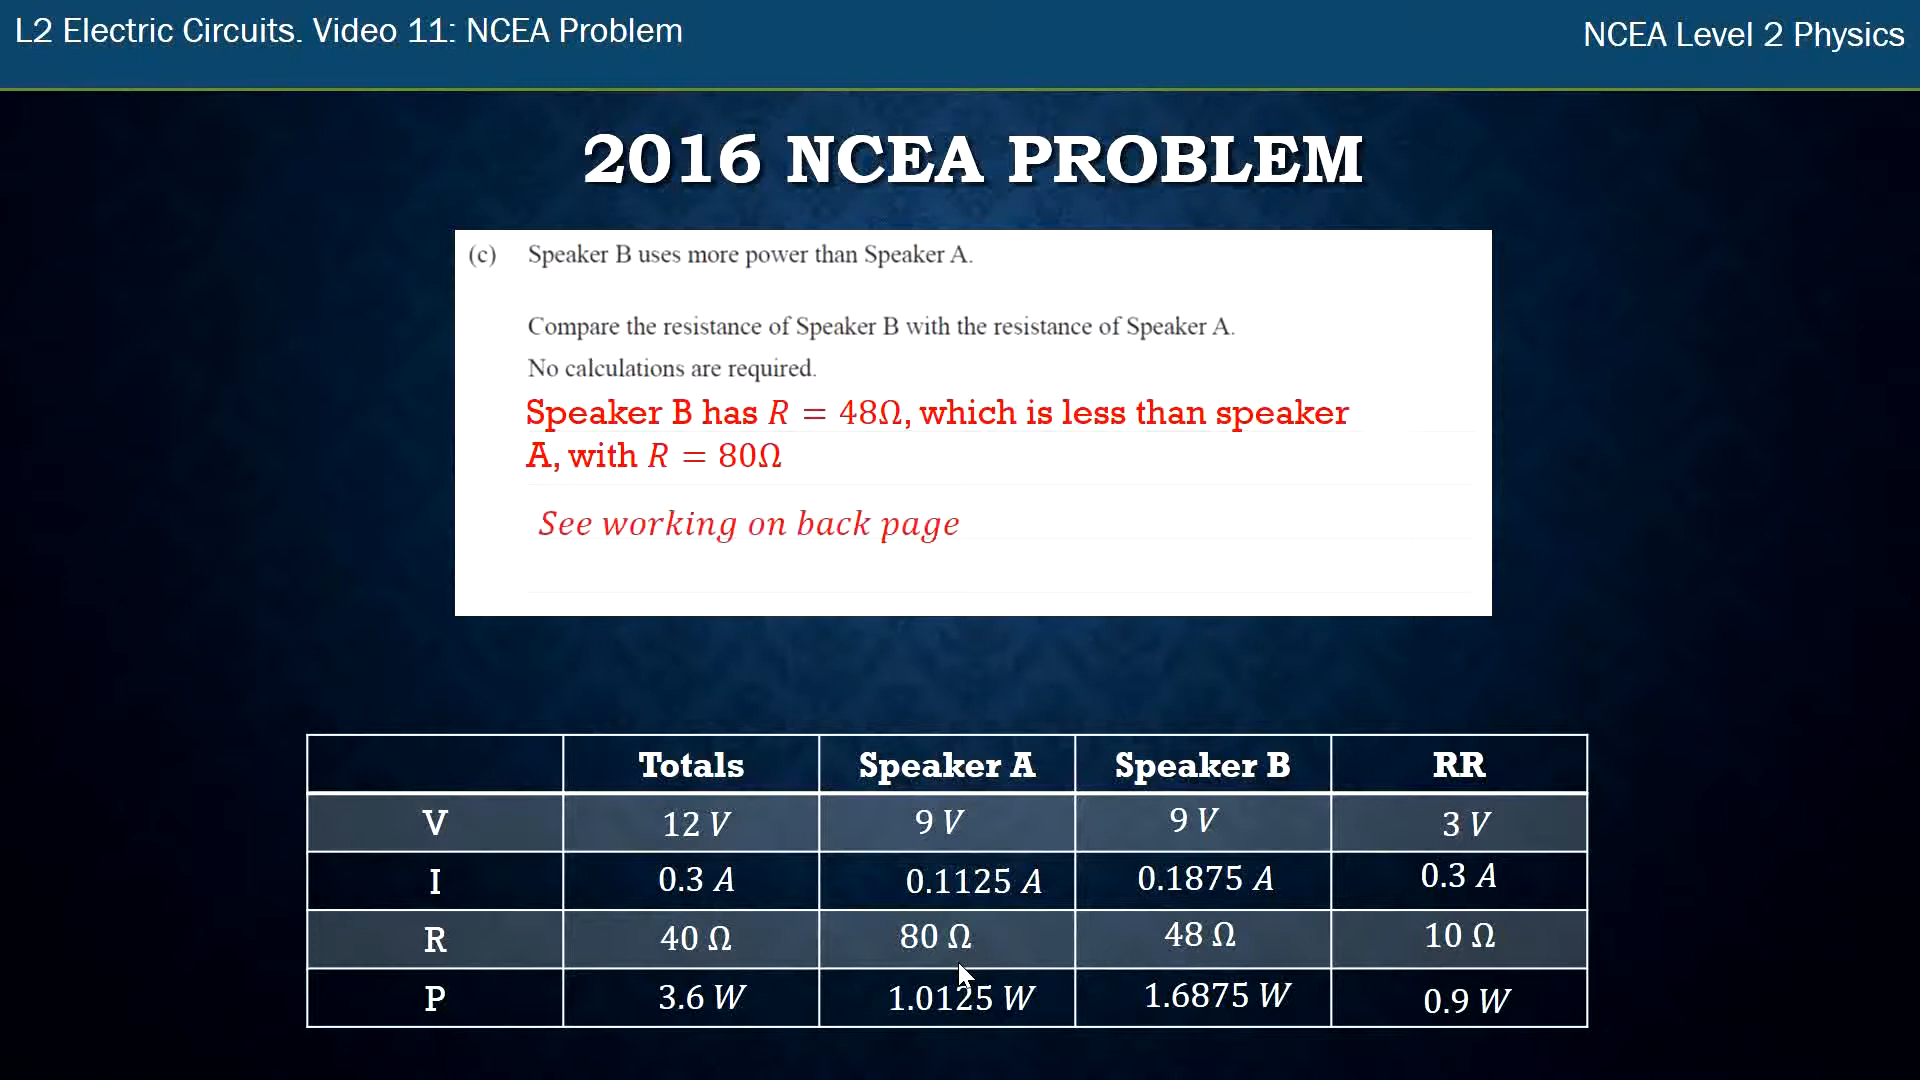 L2 Electric Circuits. Video 11: NCEA Problem
NCEA Level 2 Physics
2016 NCEA PROBLEM
(c) Speaker B uses more power than Speaker A.
Compare the resistance of Speaker B with the resistance of Speaker A.
No calculations are required.
Speaker B has R = 48Ω, which is less than speaker
A, with R = 80Ω
See working on back page
Totals Speaker A Speaker B RR
V 12 V 9 V 9 V 3 V
I 0.3 A 0.1125 A 0.1875 A 0.3 A
R 40 Ω 80 Ω 48 Ω 10 Ω
P 3.6 W 1.0125 W 1.6875 W 0.9 W